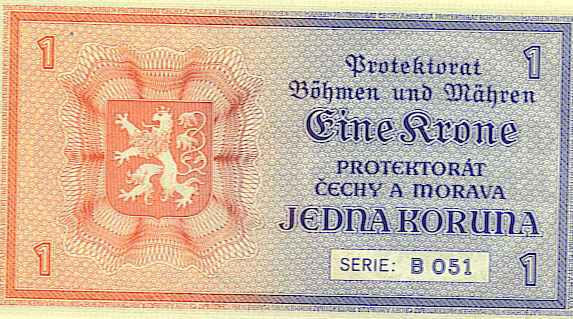 1
1
Protektorat
Böhmen und Mähren
Eine Krone
PROTEKTORÁT
ČECHY A MORAVA
JEDNA KORUNA
SERIE: B 051
1
1